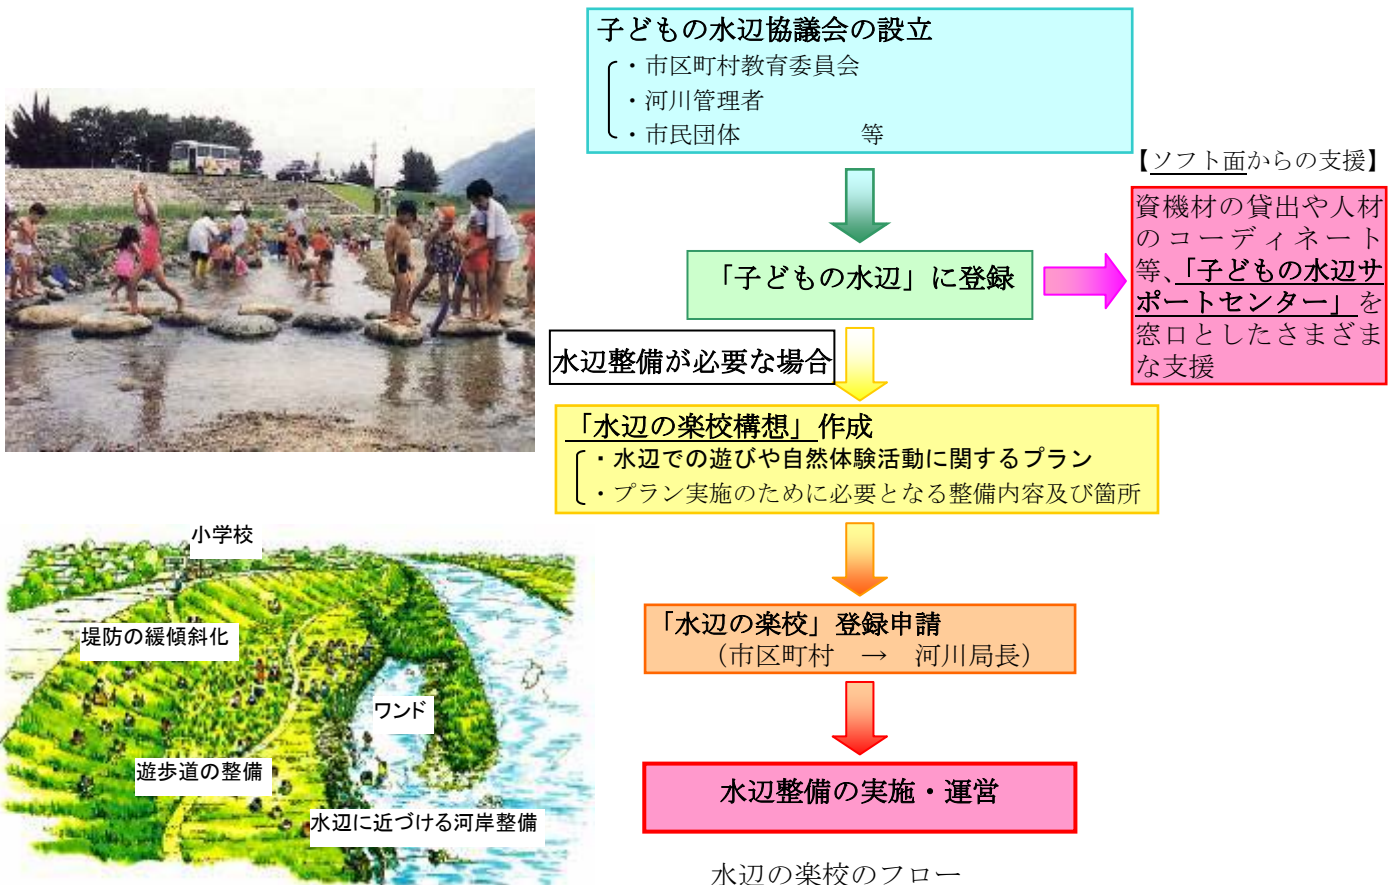 子どもの水辺協議会の設立
・市区町村教育委員会
・河川管理者
・市民団体　　　　　等
【ソフト面からの支援】
資機材の貸出や人材
のコーディネート
等、「子どもの水辺サ
ポートセンター」を
窓口としたさまざま
な支援
「子どもの水辺」に登録
水辺整備が必要な場合
「水辺の楽校構想」作成
・水辺での遊びや自然体験活動に関するプラン
・プラン実施のために必要となる整備内容及び箇所
「水辺の楽校」登録申請
（市区町村　→　河川局長）
水辺整備の実施・運営
水辺の楽校のフロー
小学校
堤防の緩傾斜化
ワンド
遊歩道の整備
水辺に近づける河岸整備